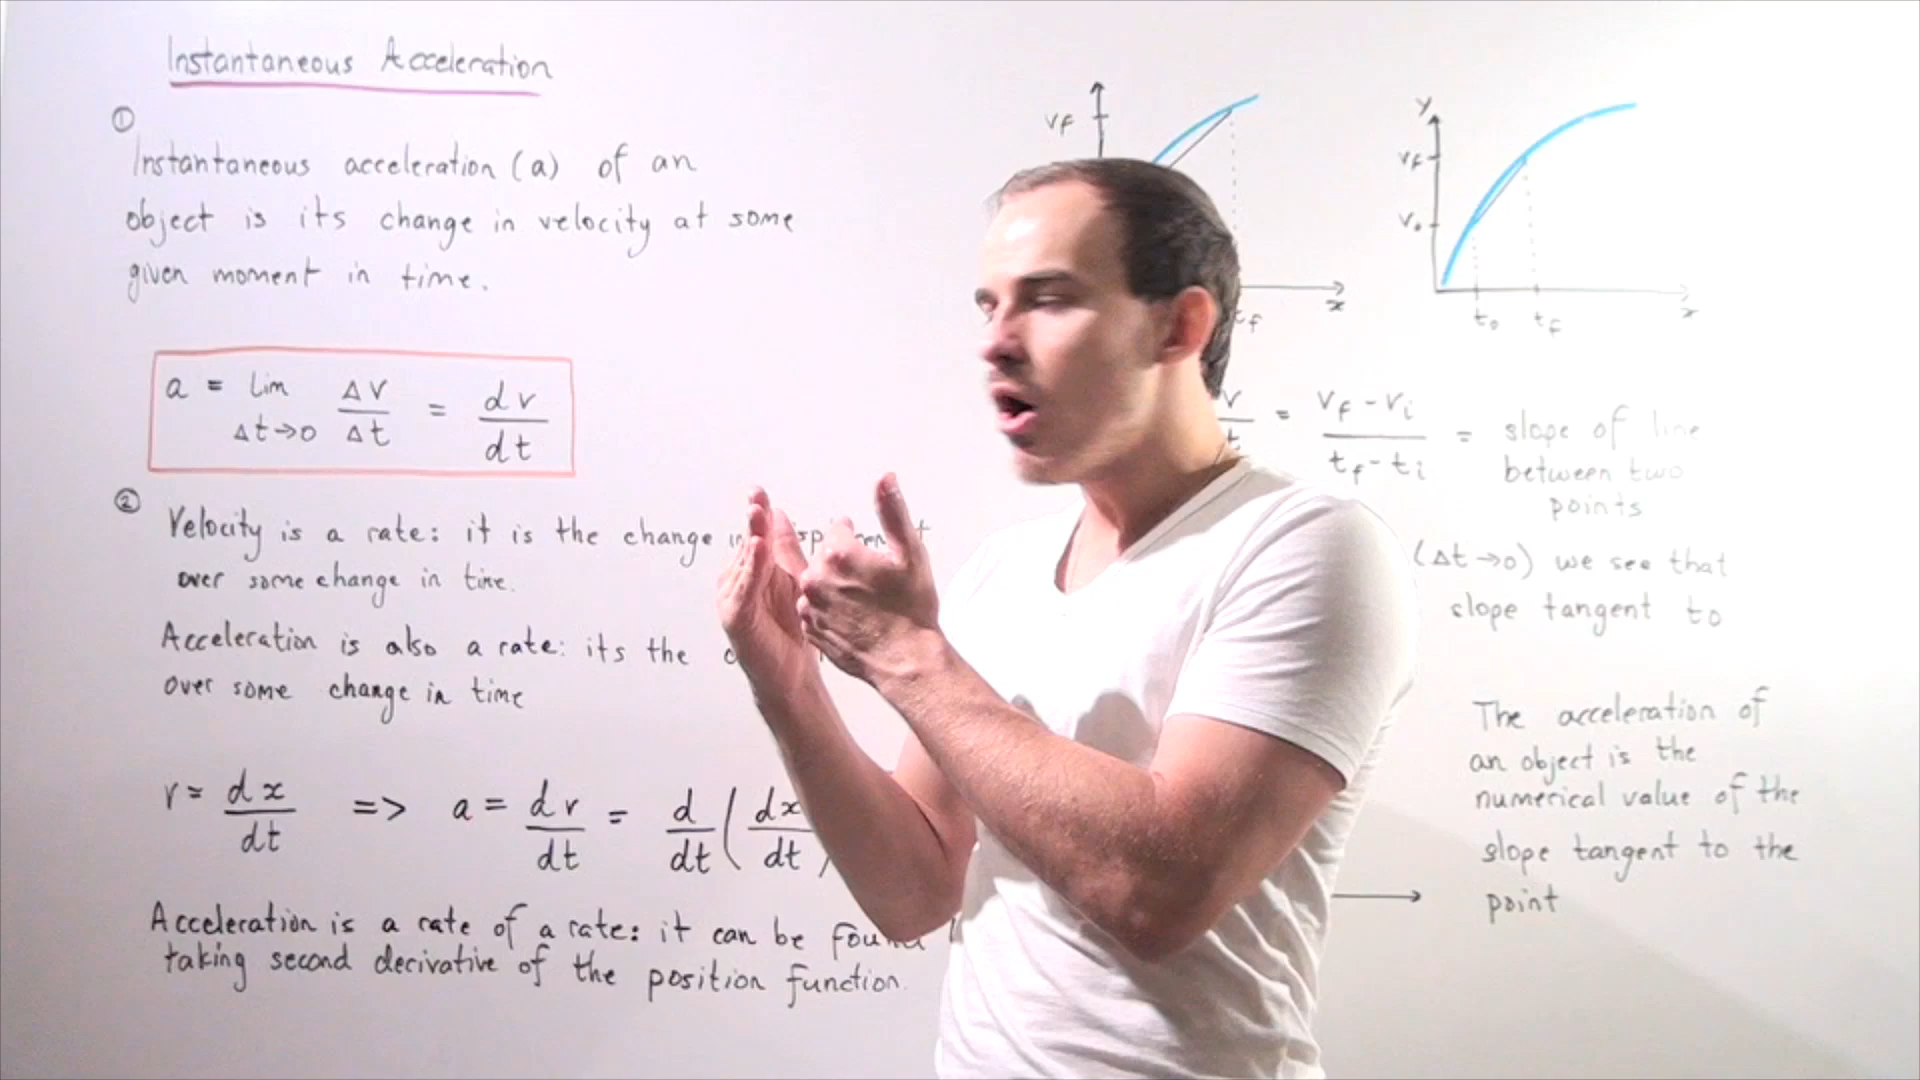 Instantaneous Acceleration
①
Instantaneous acceleration (a) of an
object is its change in velocity at some
given moment in time.
a = lim Δt→0 Δv/Δt = dv/dt
②
Velocity is a rate: it is the change
over some change in time.
Acceleration is also a rate: its the
over some change in time
v = dx/dt => a = dv/dt = d/dt (dx/dt)
Acceleration is a rate of a rate: it can be found
taking second derivative of the position function.
vf
tf
x
y
vf
vo
to
tf
x
= vf - vi / tf - ti = slope of line
between two
points
(Δt→0) we see that
slope tangent to
The acceleration of
an object is the
numerical value of the
slope tangent to the
point